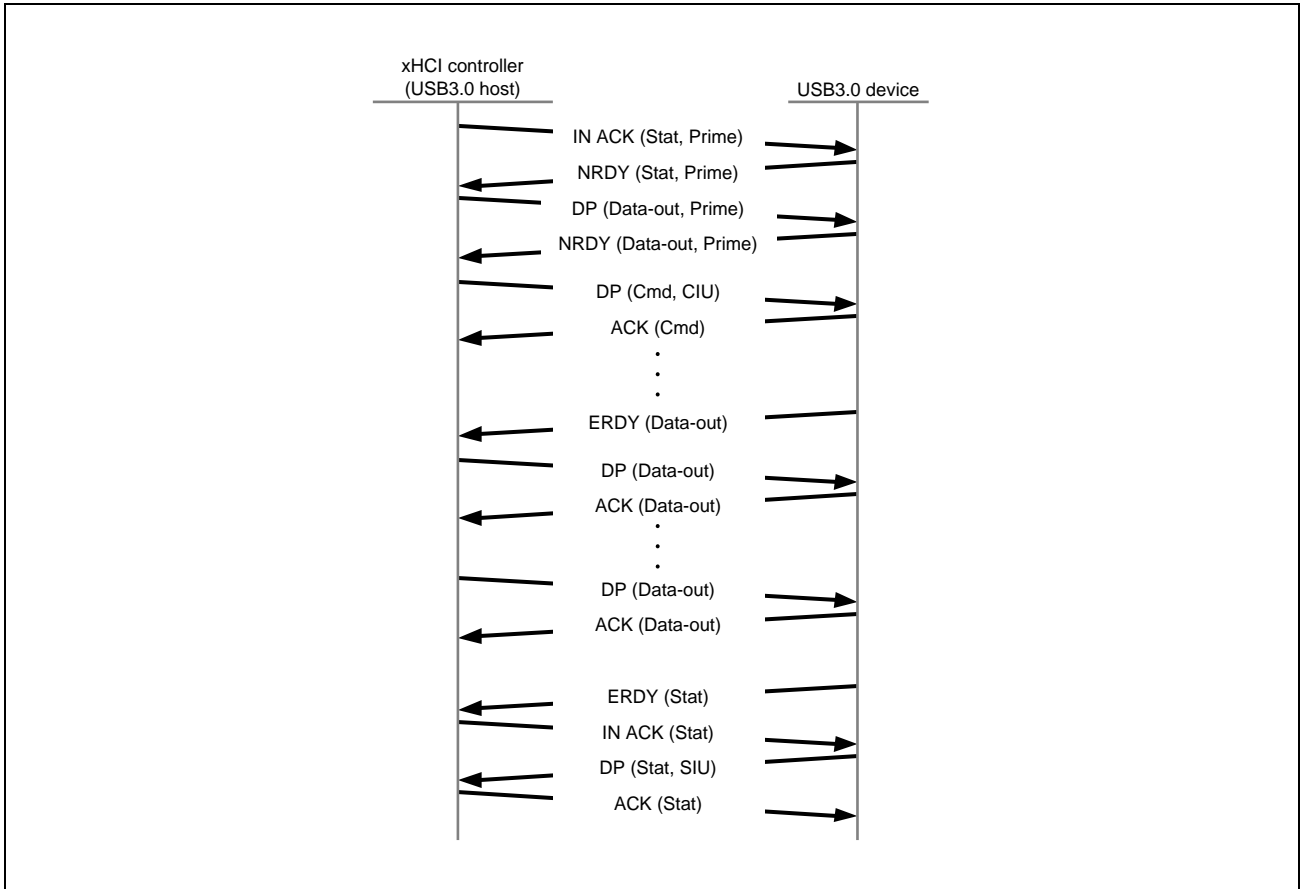 xHCI controller
(USB3.0 host)
USB3.0 device
IN ACK (Stat, Prime)
NRDY (Stat, Prime)
DP (Data-out, Prime)
NRDY (Data-out, Prime)
DP (Cmd, CIU)
ACK (Cmd)
ERDY (Data-out)
DP (Data-out)
ACK (Data-out)
DP (Data-out)
ACK (Data-out)
ERDY (Stat)
IN ACK (Stat)
DP (Stat, SIU)
ACK (Stat)